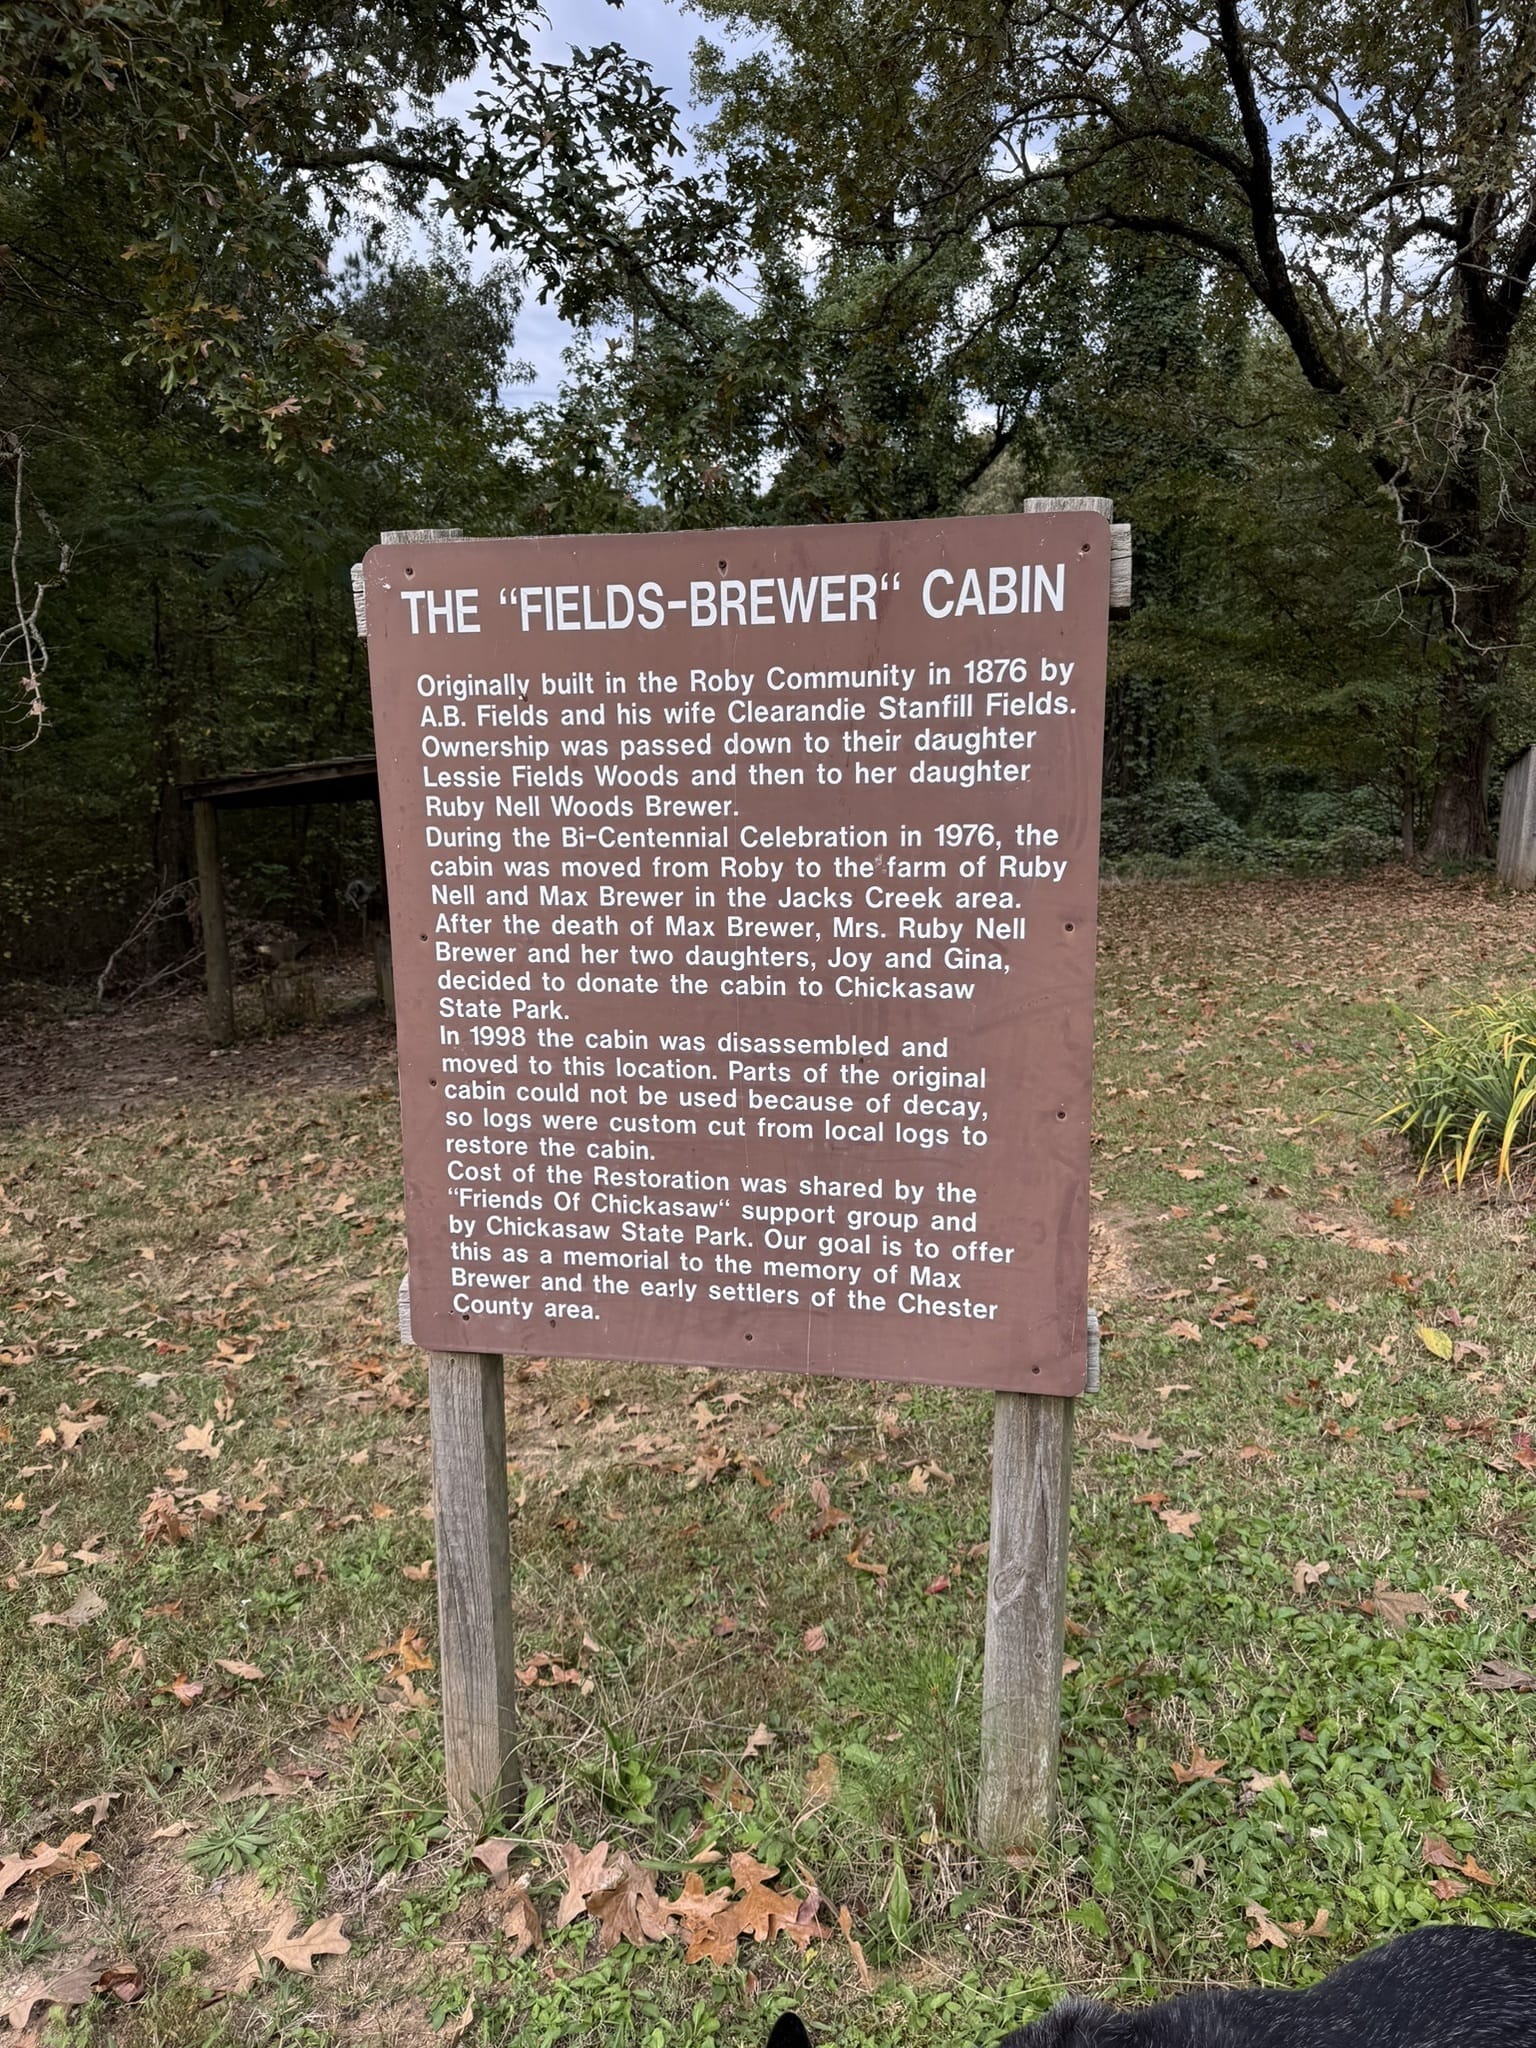 THE "FIELDS-BREWER" CABIN
Originally built in the Roby Community in 1876 by
A.B. Fields and his wife Clearandie Stanfill Fields.
Ownership was passed down to their daughter
Lessie Fields Woods and then to her daughter
Ruby Nell Woods Brewer.
During the Bi-Centennial Celebration in 1976, the
cabin was moved from Roby to the farm of Ruby
Nell and Max Brewer in the Jacks Creek area.
After the death of Max Brewer, Mrs. Ruby Nell
Brewer and her two daughters, Joy and Gina,
decided to donate the cabin to Chickasaw
State Park.
In 1998 the cabin was disassembled and
moved to this location. Parts of the original
cabin could not be used because of decay,
so logs were custom cut from local logs to
restore the cabin.
Cost of the Restoration was shared by the
"Friends Of Chickasaw" support group and
by Chickasaw State Park. Our goal is to offer
this as a memorial to the memory of Max
Brewer and the early settlers of the Chester
County area.